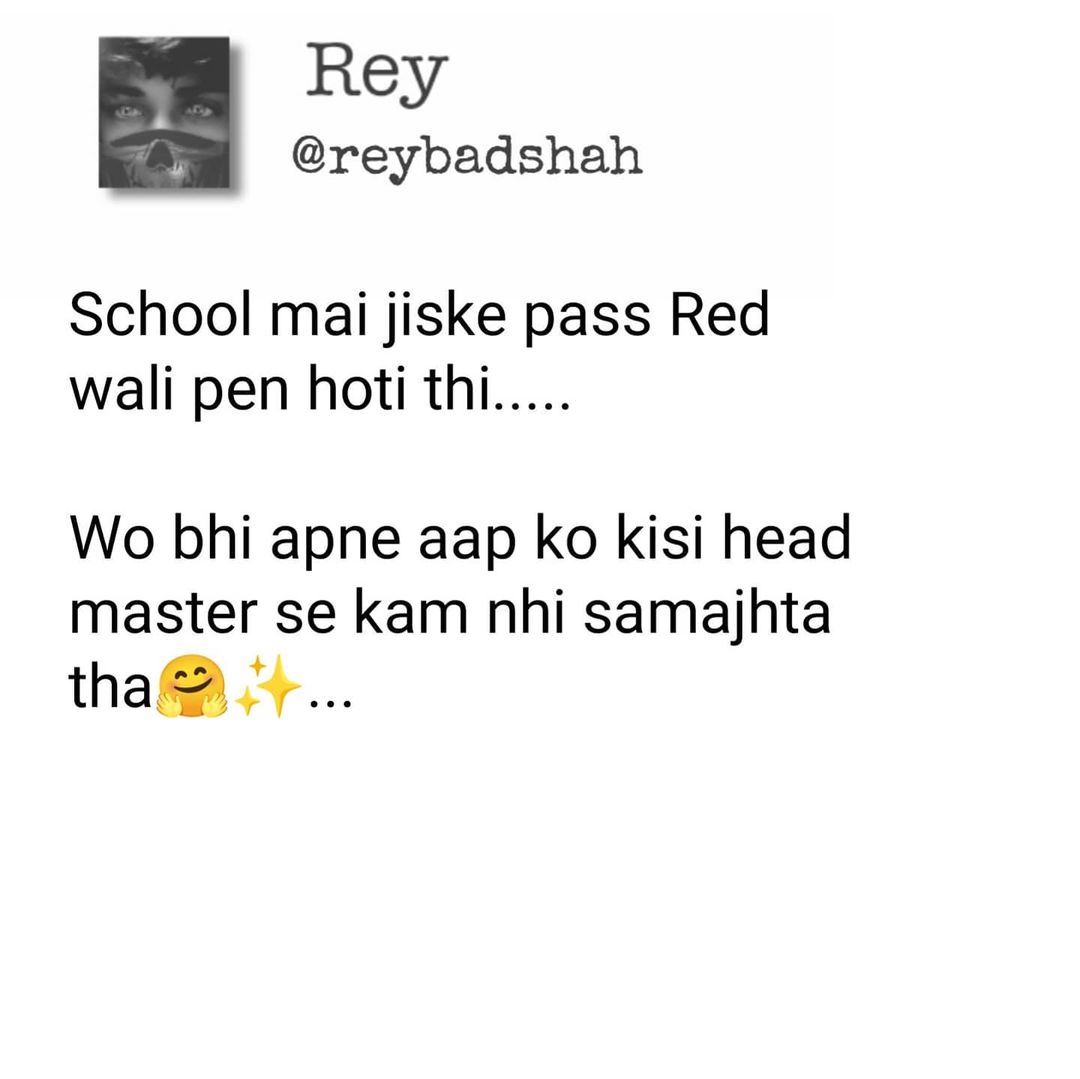 Rey
@reybadshah
School mai jiske pass Red
wali pen hoti thi.....
Wo bhi apne aap ko kisi head
master se kam nhi samajhta
tha🤗✨...